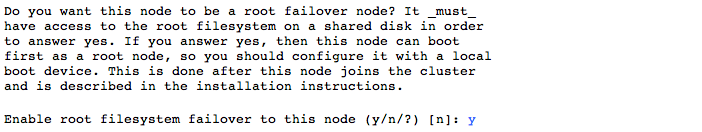 Do you want this node to be a root failover node? It _must_
have access to the root filesystem on a shared disk in order
to answer yes. If you answer yes, then this node can boot
first as a root node, so you should configure it with a local
boot device. This is done after this node joins the cluster
and is described in the installation instructions.
Enable root filesystem failover to this node (y/n/?) [n]: y